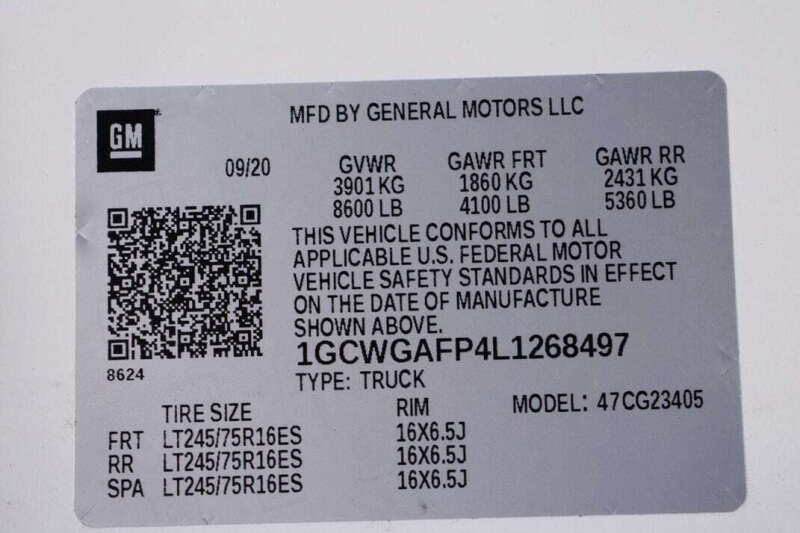 GM
MFD BY GENERAL MOTORS LLC
09/20 GVWR GAWR FRT GAWR RR
3901 KG 1860 KG 2431 KG
8600 LB 4100 LB 5360 LB
THIS VEHICLE CONFORMS TO ALL
APPLICABLE U.S. FEDERAL MOTOR
VEHICLE SAFETY STANDARDS IN EFFECT
ON THE DATE OF MANUFACTURE
SHOWN ABOVE.
1GCWGAFP4L1268497
8624
TYPE: TRUCK
TIRE SIZE RIM MODEL: 47CG23405
FRT LT245/75R16ES 16X6.5J
RR LT245/75R16ES 16X6.5J
SPA LT245/75R16ES 16X6.5J